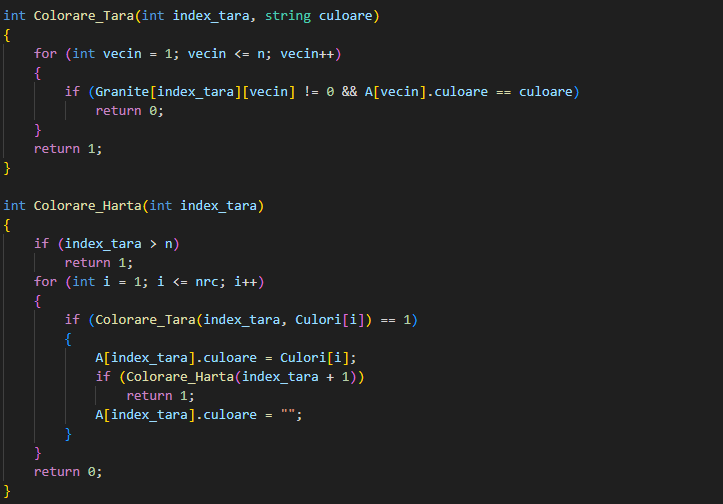 int Colorare_Tara(int index_tara, string culoare)
{
    for (int vecin = 1; vecin <= n; vecin++)
    {
        if (Granite[index_tara][vecin] != 0 && A[vecin].culoare == culoare)
            return 0;
    }
    return 1;
}

int Colorare_Harta(int index_tara)
{
    if (index_tara > n)
        return 1;
    for (int i = 1; i <= nrc; i++)
    {
        if (Colorare_Tara(index_tara, Culori[i]) == 1)
        {
            A[index_tara].culoare = Culori[i];
            if (Colorare_Harta(index_tara + 1))
                return 1;
            A[index_tara].culoare = "";
        }
    }
    return 0;
}